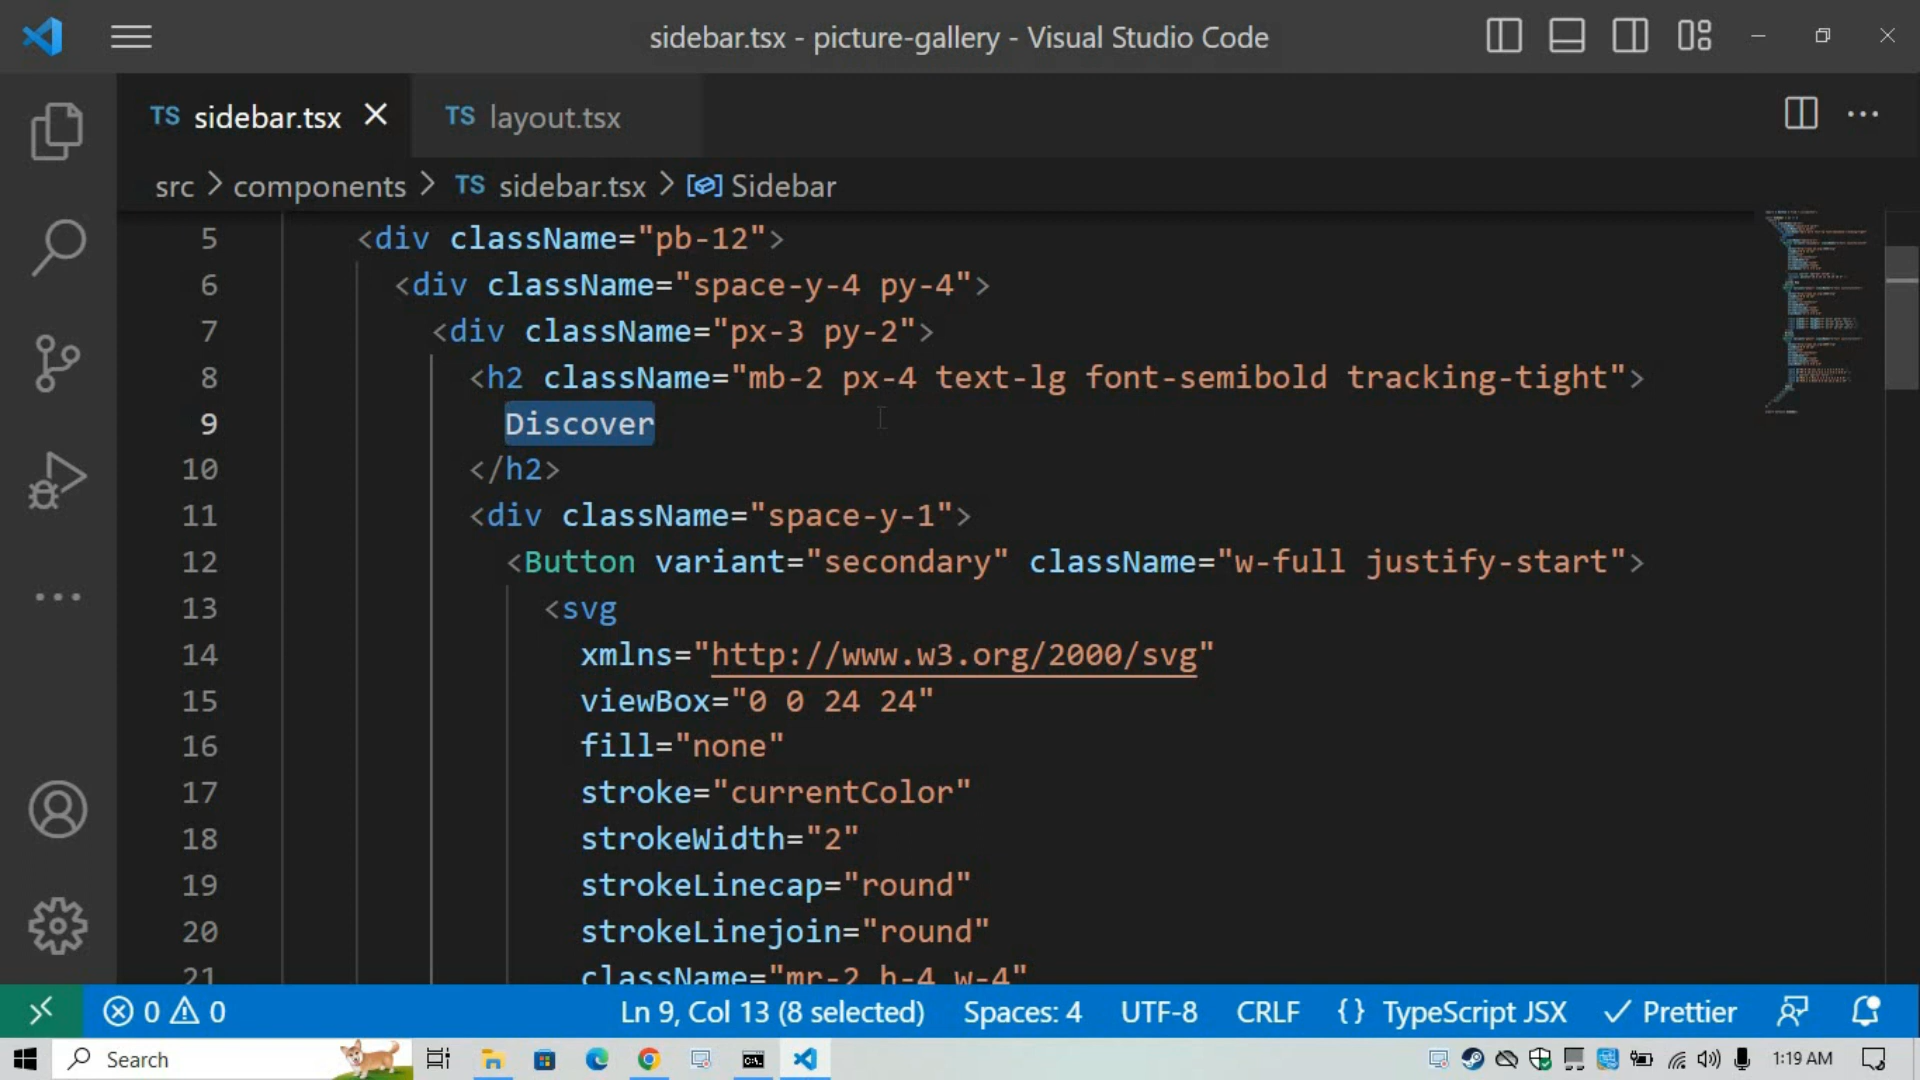 sidebar.tsx - picture-gallery - Visual Studio Code
TS sidebar.tsx
TS layout.tsx
src > components > TS sidebar.tsx > Sidebar
5 <div className="pb-12">
6 <div className="space-y-4 py-4">
7 <div className="px-3 py-2">
8 <h2 className="mb-2 px-4 text-lg font-semibold tracking-tight">
9 Discover
10 </h2>
11 <div className="space-y-1">
12 <Button variant="secondary" className="w-full justify-start">
13 <svg
14 xmlns="http://www.w3.org/2000/svg"
15 viewBox="0 0 24 24"
16 fill="none"
17 stroke="currentColor"
18 strokeWidth="2"
19 strokeLinecap="round"
20 strokeLinejoin="round"
21 className="mr-2 h-4 w-4"
0 0 Ln 9, Col 13 (8 selected) Spaces: 4 UTF-8 CRLF {} TypeScript JSX Prettier
Search 1:19 AM